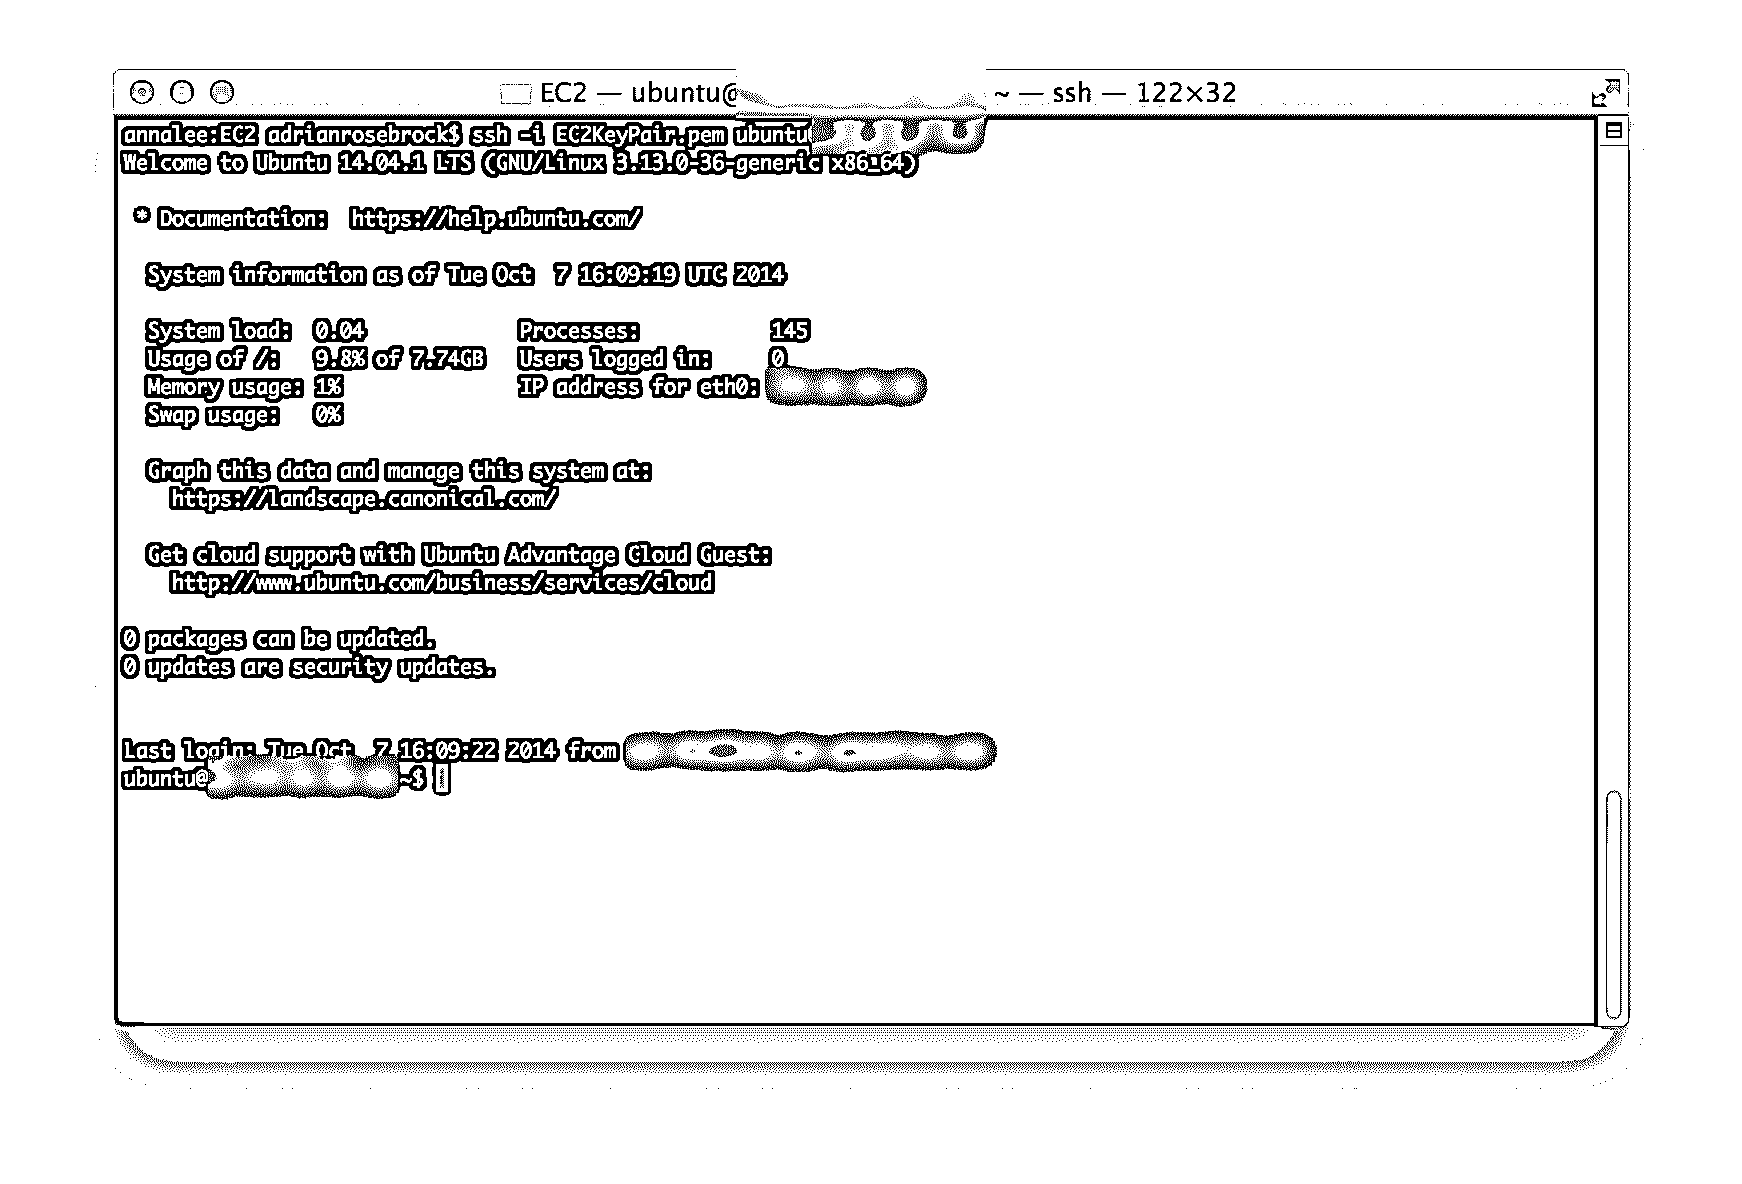 EC2 — ubuntu@ ~ — ssh — 122×32
annalee:EC2 adrianrosebrock$ ssh -i EC2KeyPair.pem ubuntu
Welcome to Ubuntu 14.04.1 LTS (GNU/Linux 3.13.0-36-generic x86_64)
* Documentation: https://help.ubuntu.com/
System information as of Tue Oct 7 16:09:19 UTC 2014
System load: 0.04 Processes: 145
Usage of /: 9.8% of 7.74GB Users logged in: 0
Memory usage: 1% IP address for eth0:
Swap usage: 0%
Graph this data and manage this system at:
https://landscape.canonical.com/
Get cloud support with Ubuntu Advantage Cloud Guest:
http://www.ubuntu.com/business/services/cloud
0 packages can be updated.
0 updates are security updates.
Last login: Tue Oct 7 16:09:22 2014 from
ubuntu@ ~$